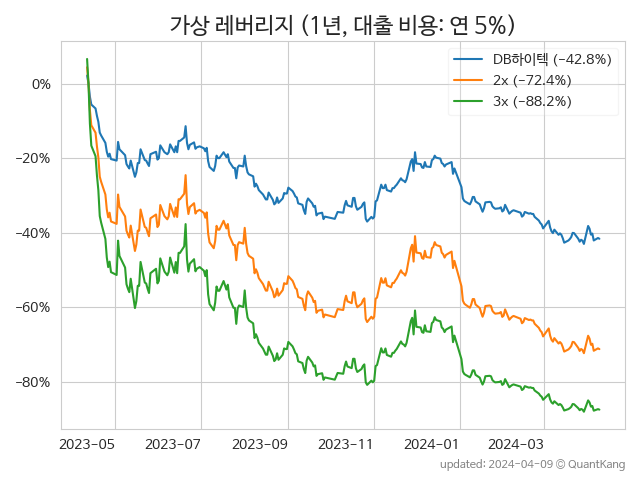 가상 레버리지 (1년, 대출 비용: 연 5%)
DB하이텍 (−42.8%)
2x (−72.4%)
3x (−88.2%)
0%
−20%
−40%
−60%
−80%
2023-05 2023-07 2023-09 2023-11 2024-01 2024-03
updated: 2024-04-09 © QuantKang